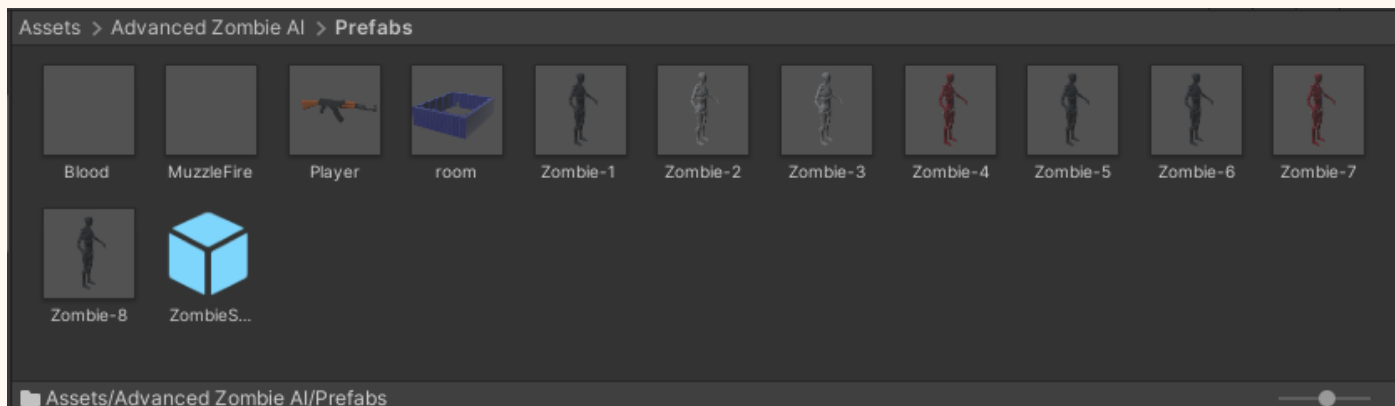 Assets > Advanced Zombie AI > Prefabs
Blood MuzzleFire Player room Zombie-1 Zombie-2 Zombie-3 Zombie-4 Zombie-5 Zombie-6 Zombie-7
Zombie-8 ZombieS...
Assets/Advanced Zombie AI/Prefabs